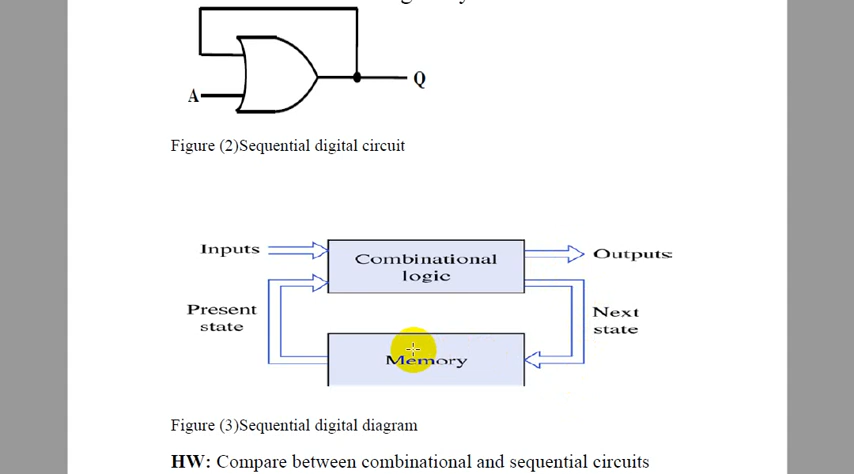 A
Q
Figure (2)Sequential digital circuit
Inputs
Combinational
logic
Outputs
Present
state
Next
state
Memory
Figure (3)Sequential digital diagram
HW: Compare between combinational and sequential circuits